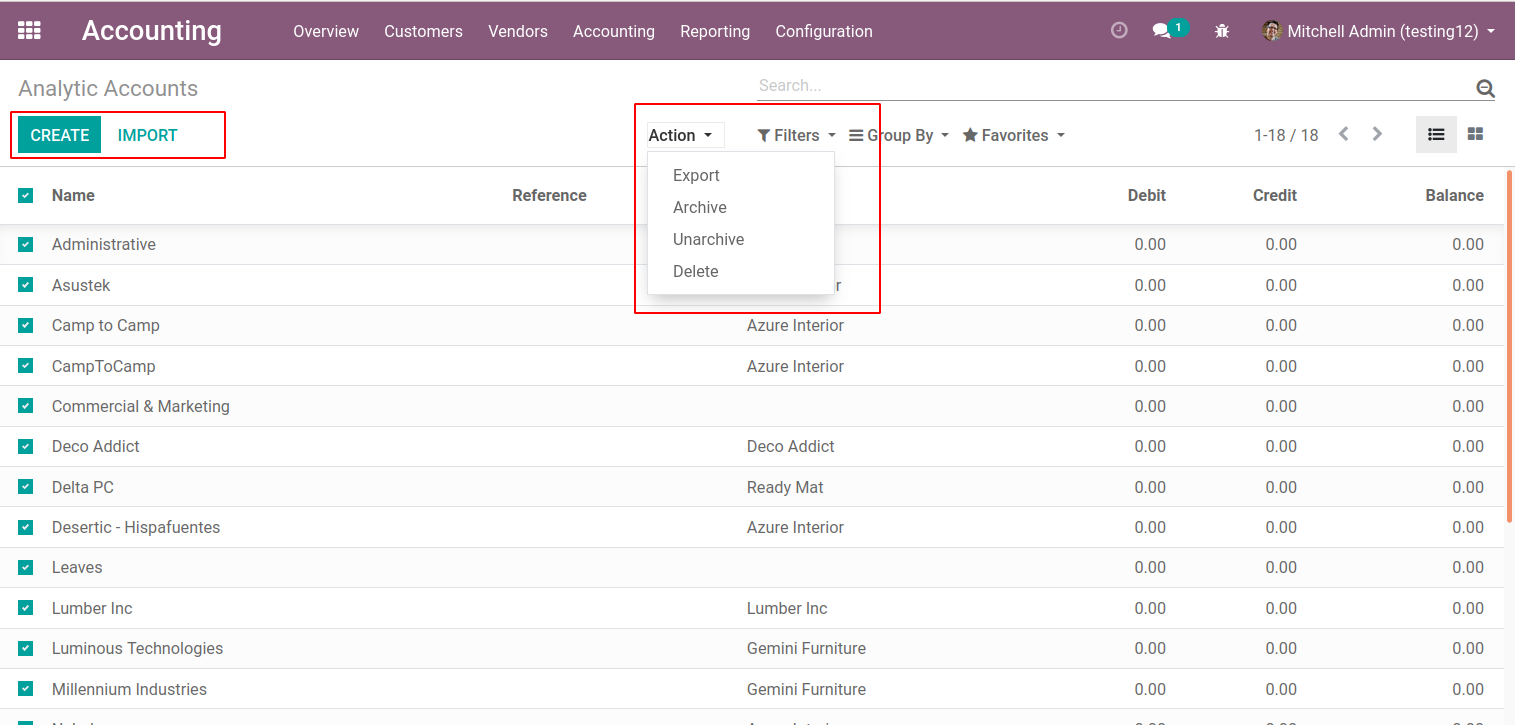 Accounting Overview Customers Vendors Accounting Reporting Configuration 1 Mitchell Admin (testing12)
Analytic Accounts Search...
CREATE IMPORT Action Filters Group By Favorites 1-18 / 18
Export
Archive
Unarchive
Delete
Name Reference Debit Credit Balance
Administrative 0.00 0.00 0.00
Asustek r 0.00 0.00 0.00
Camp to Camp Azure Interior 0.00 0.00 0.00
CampToCamp Azure Interior 0.00 0.00 0.00
Commercial & Marketing 0.00 0.00 0.00
Deco Addict Deco Addict 0.00 0.00 0.00
Delta PC Ready Mat 0.00 0.00 0.00
Desertic - Hispafuentes Azure Interior 0.00 0.00 0.00
Leaves 0.00 0.00 0.00
Lumber Inc Lumber Inc 0.00 0.00 0.00
Luminous Technologies Gemini Furniture 0.00 0.00 0.00
Millennium Industries Gemini Furniture 0.00 0.00 0.00